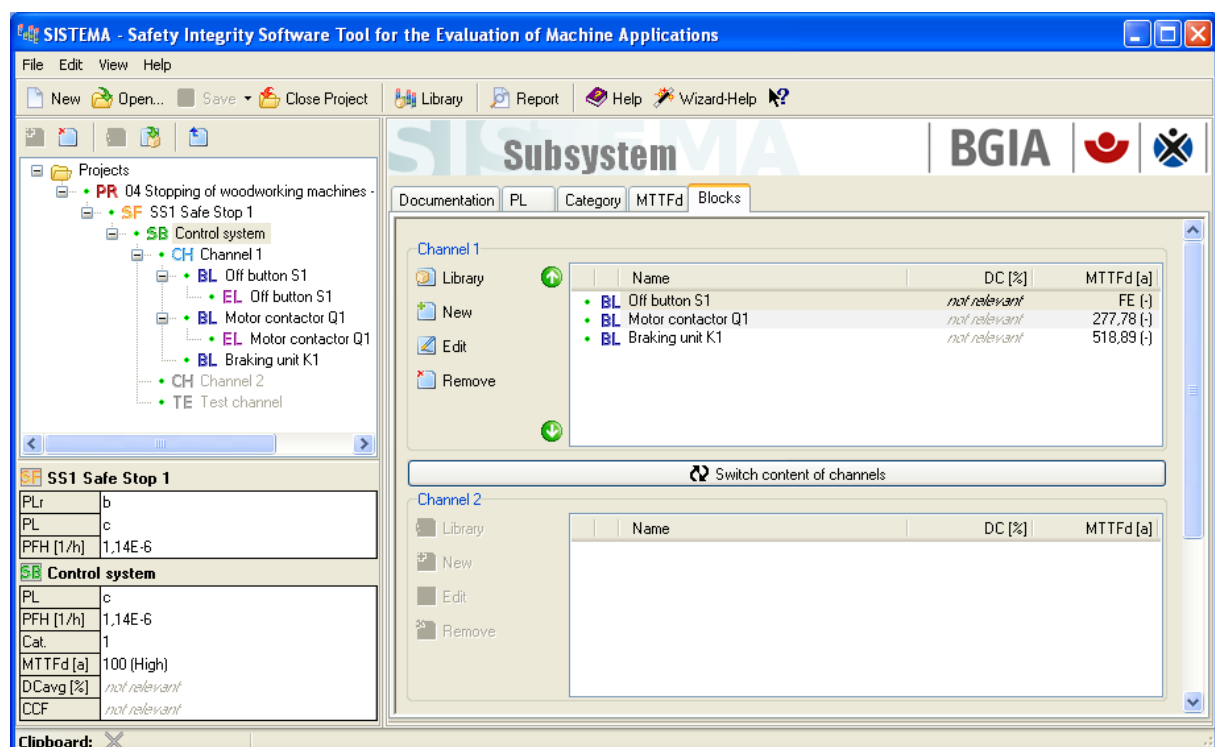 SISTEMA - Safety Integrity Software Tool for the Evaluation of Machine Applications
File Edit View Help
New Open... Save Close Project Library Report Help Wizard-Help
SISTEMA
Subsystem
BGIA
Projects
PR 04 Stopping of woodworking machines -
SF SS1 Safe Stop 1
SB Control system
CH Channel 1
BL Off button S1
EL Off button S1
BL Motor contactor Q1
EL Motor contactor Q1
BL Braking unit K1
CH Channel 2
TE Test channel
SF SS1 Safe Stop 1
PLr b
PL c
PFH [1/h] 1,14E-6
SB Control system
PL c
PFH [1/h] 1,14E-6
Cat. 1
MTTFd [a] 100 (High)
DCavg [%] not relevant
CCF not relevant
Documentation PL Category MTTFd Blocks
Channel 1
Library
New
Edit
Remove
Name DC [%] MTTFd [a]
BL Off button S1 not relevant FE (-)
BL Motor contactor Q1 not relevant 277,78 (-)
BL Braking unit K1 not relevant 518,89 (-)
Switch content of channels
Channel 2
Library
New
Edit
Remove
Name DC [%] MTTFd [a]
Clipboard: